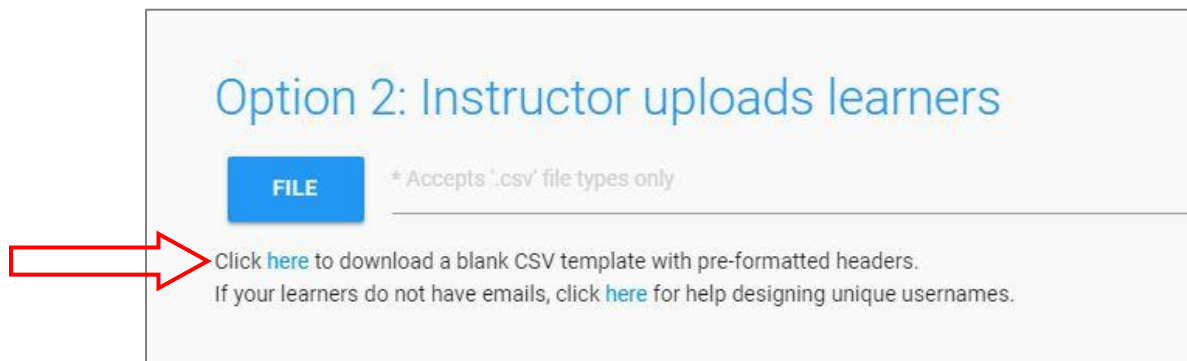 Option 2: Instructor uploads learners
FILE
* Accepts '.csv' file types only
Click here to download a blank CSV template with pre-formatted headers.
If your learners do not have emails, click here for help designing unique usernames.